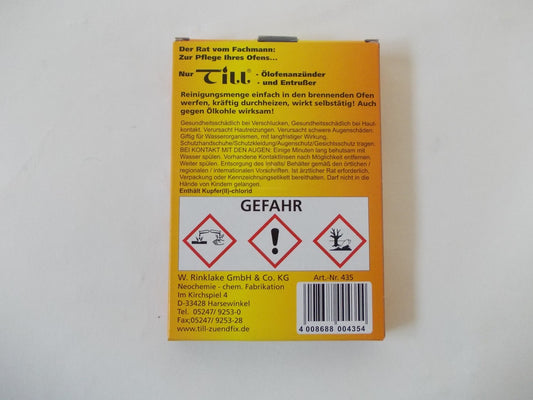 Der Rat vom Fachmann:
Zur Pflege Ihres Ofens...
Nur Till® - Ölofenanzünder
- und Entrußer
Reinigungsmenge einfach in den brennenden Ofen
werfen, kräftig durchheizen, wirkt selbstätig! Auch
gegen Ölkohle wirksam!
Gesundheitsschädlich bei Verschlucken, Gesundheitsschädlich bei Haut-
kontakt. Verursacht Hautreizungen. Verursacht schwere Augenschäden.
Giftig für Wasserorganismen, mit langfristiger Wirkung.
Schutzhandschuhe/Schutzkleidung/Augenschutz/Gesichtsschutz tragen.
BEI KONTAKT MIT DEN AUGEN: Einige Minuten lang behutsam mit
Wasser spülen. Vorhandene Kontaktlinsen nach Möglichkeit entfernen.
Weiter spülen. Entsorgung des Inhalts/ Behälter gemäß den örtlichen /
regionalen / internationalen Vorschriften. Ist ärztlicher Rat erforderlich,
Verpackung oder Kennzeichnungsetikett bereithalten. Darf nicht in die
Hände von Kindern gelangen.
Enthält Kupfer(II)-chlorid
GEFAHR
W. Rinklake GmbH & Co. KG
Neochemie - chem. Fabrikation
Im Kirchspiel 4
D-33428 Harsewinkel
Tel. 05247/ 9253-0
Fax;05247/ 9253-28
www.till-zuendfix.de
Art.-Nr. 435
4 008688 004354